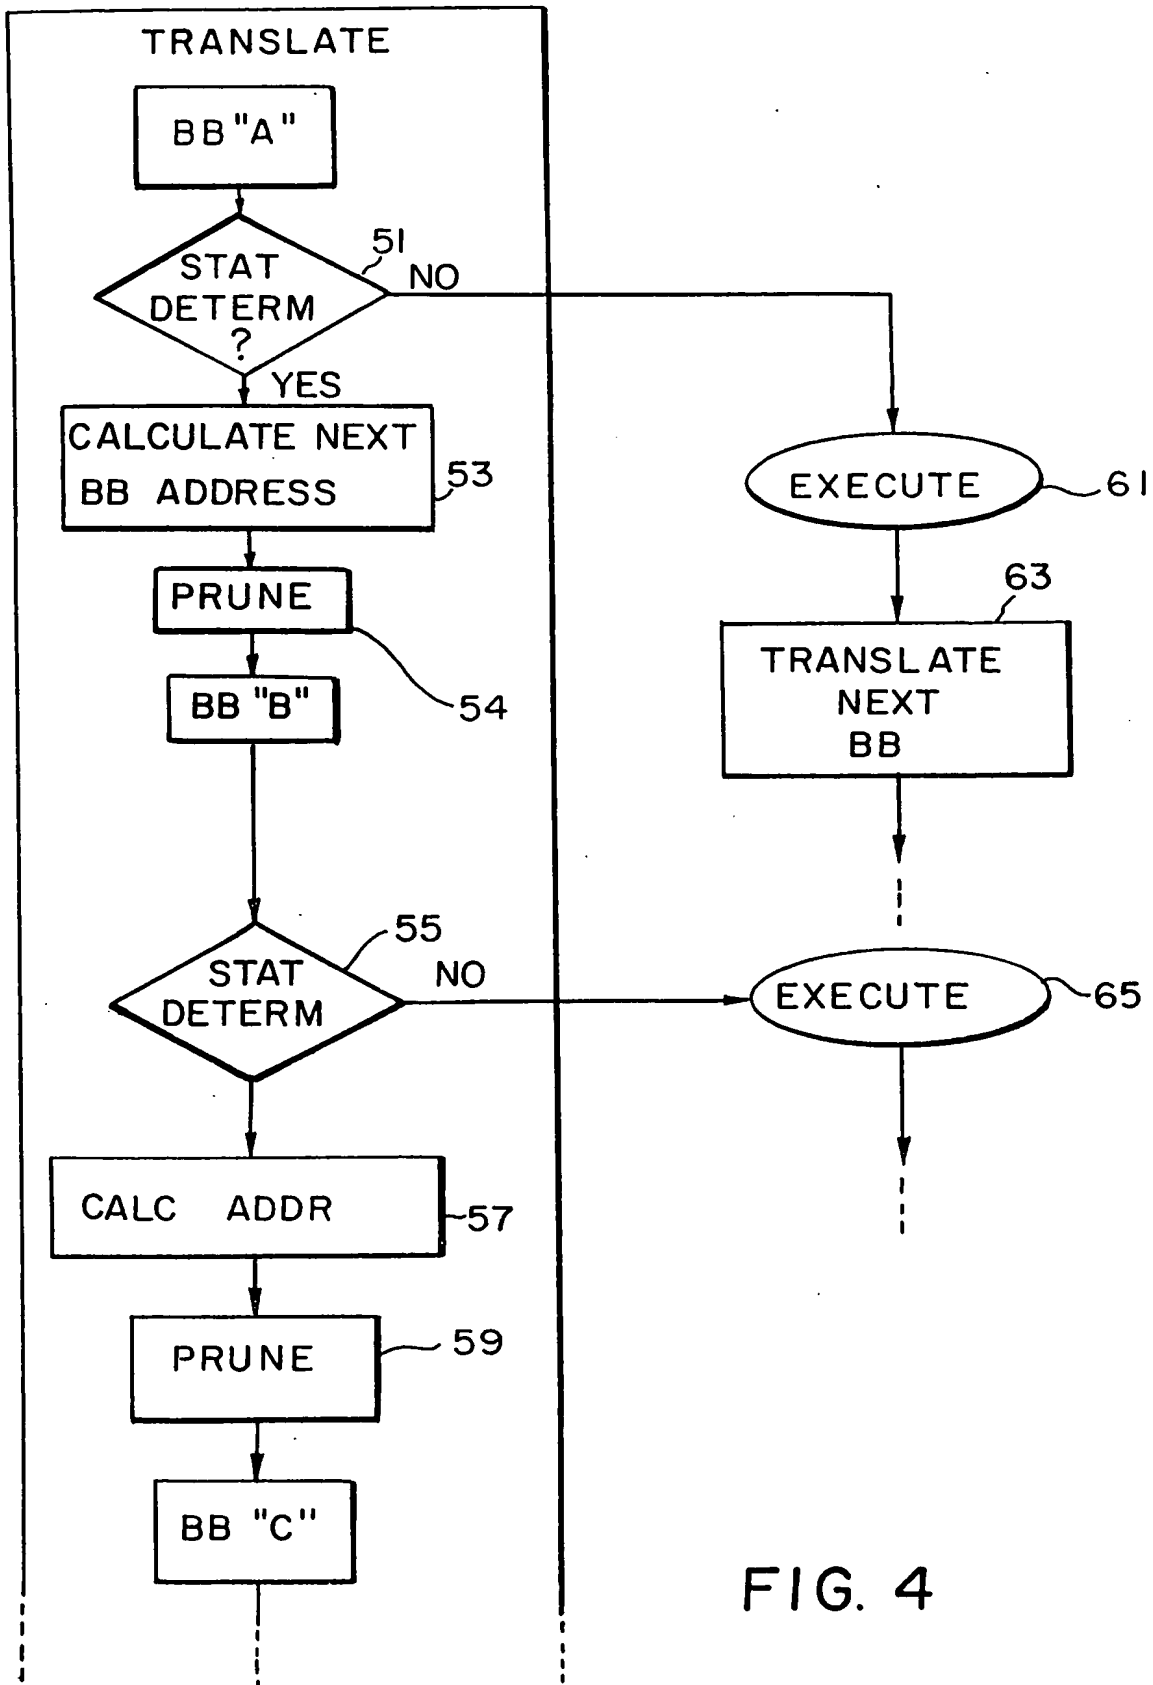 TRANSLATE
BB "A"
51
STAT
DETERM
?
NO
YES
CALCULATE NEXT
BB ADDRESS
53
PRUNE
54
BB "B"
EXECUTE
61
63
TRANSLATE
NEXT
BB
55
STAT
DETERM
NO
EXECUTE
65
CALC ADDR
57
PRUNE
59
BB "C"
FIG. 4